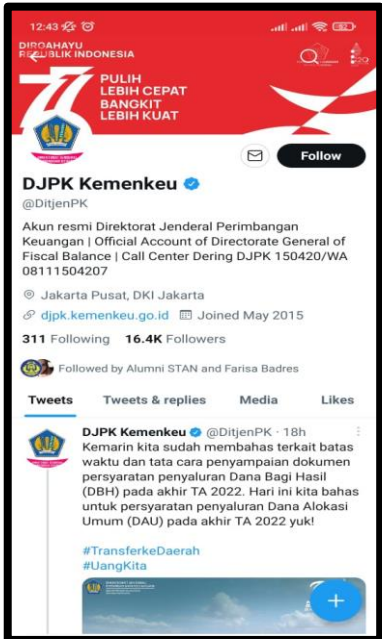 12:43
DIRGAHAYU
REPUBLIK INDONESIA
77
PULIH
LEBIH CEPAT
BANGKIT
LEBIH KUAT
Follow
DJPK Kemenkeu
@DitjenPK
Akun resmi Direktorat Jenderal Perimbangan
Keuangan | Official Account of Directorate General of
Fiscal Balance | Call Center Dering DJPK 150420/WA
08111504207
Jakarta Pusat, DKI Jakarta
djpk.kemenkeu.go.id Joined May 2015
311 Following 16.4K Followers
Followed by Alumni STAN and Farisa Badres
Tweets Tweets & replies Media Likes
DJPK Kemenkeu @DitjenPK · 18h
Kemarin kita sudah membahas terkait batas
waktu dan tata cara penyampaian dokumen
persyaratan penyaluran Dana Bagi Hasil
(DBH) pada akhir TA 2022. Hari ini kita bahas
untuk persyaratan penyaluran Dana Alokasi
Umum (DAU) pada akhir TA 2022 yuk!
#TransferkeDaerah
#UangKita